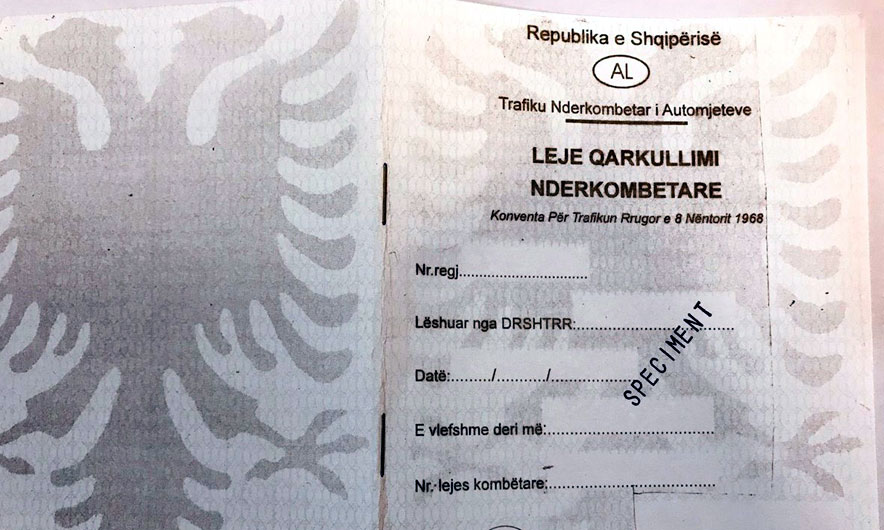 Republika e Shqipërisë
AL
Trafiku Nderkombetar i Automjeteve
LEJE QARKULLIMI
NDERKOMBETARE
Konventa Për Trafikun Rrugor e 8 Nëntorit 1968
Nr.regj..............................
Lëshuar nga DRSHTRR:.....................................
Datë:........../.........../....................
E vlefshme deri më:.......................................
Nr. lejes kombëtare:.......................................
SPECIMENT